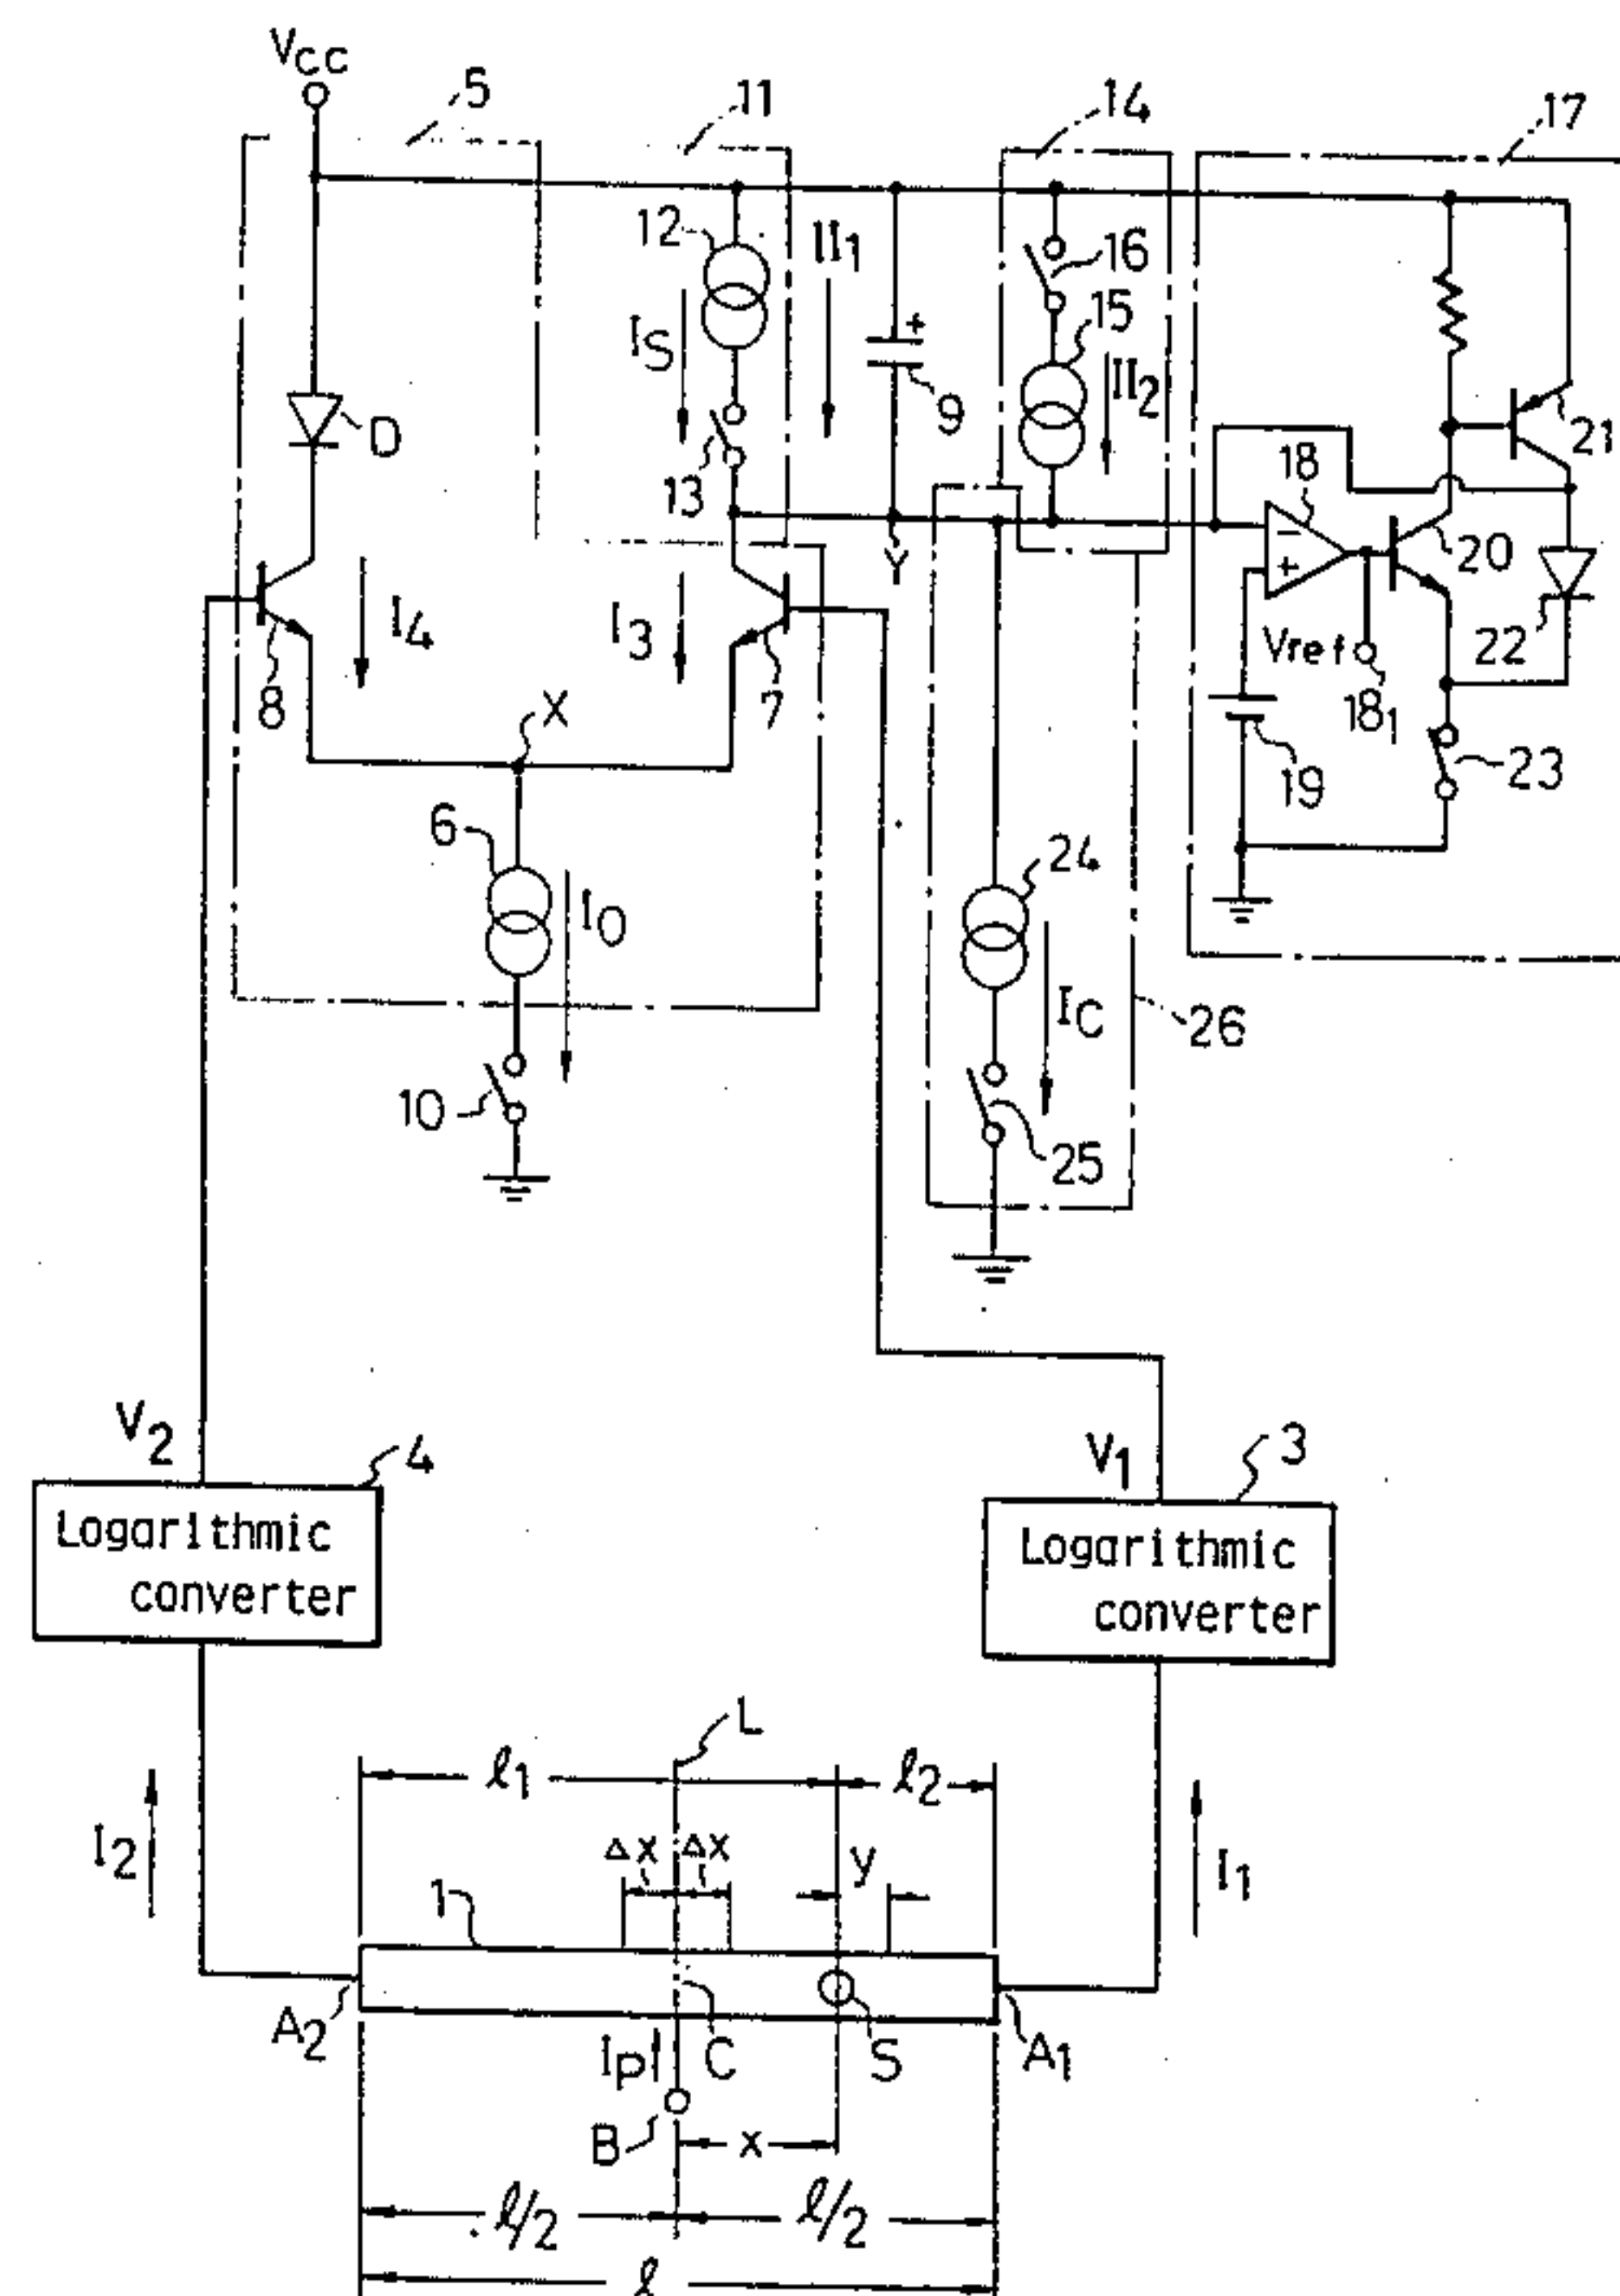 Vcc
5
11
14
17
12
II1
16
IS
15
+
9
II2
D
13
21
18
−
+
20
Y
I4
I3
22
Vref
8
X
7
181
19
23
6
I0
24
IC
26
10
25
V2
4
V1
3
Logarithmic
converter
Logarithmic
converter
L
ℓ1
ℓ2
I2
Δx
Δx
y
I1
1
A2
Ip
C
S
A1
B
x
ℓ/2
ℓ/2
ℓ